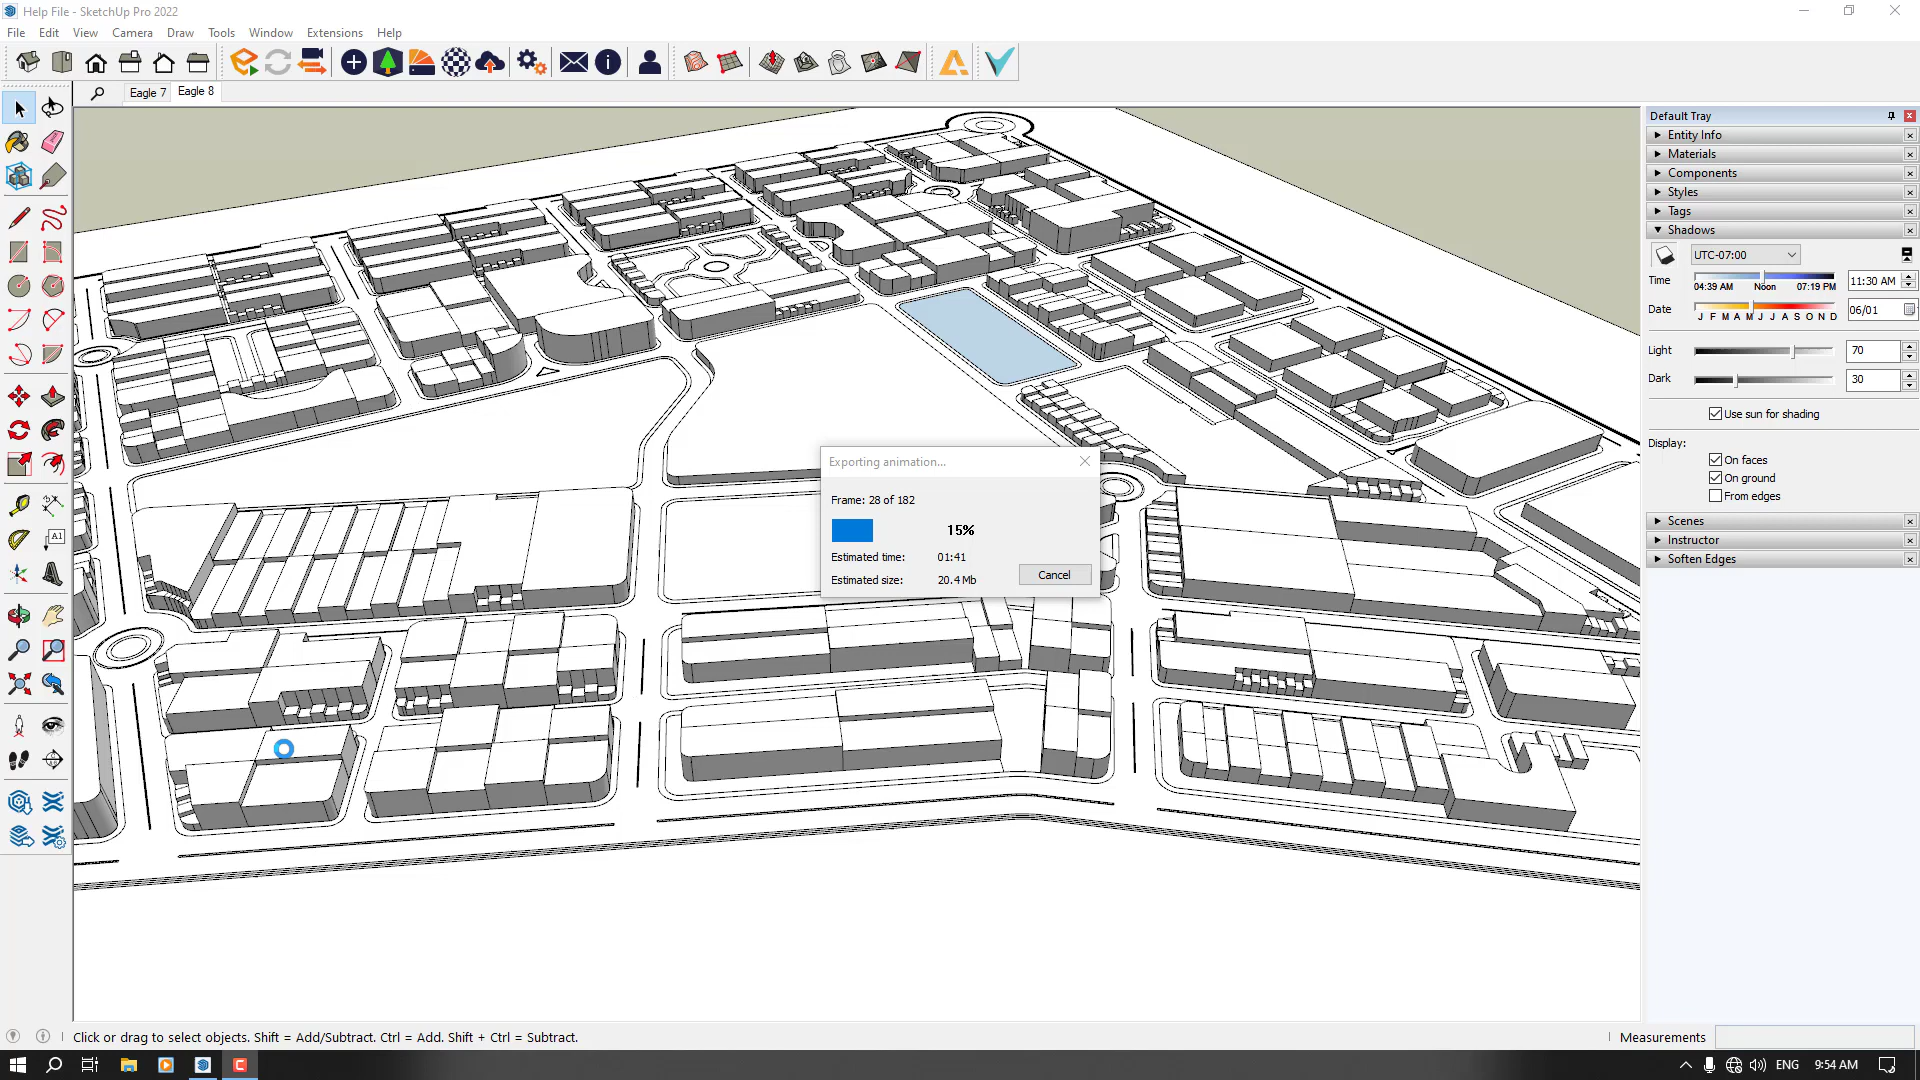 Help File - SketchUp Pro 2022
File Edit View Camera Draw Tools Window Extensions Help
Eagle 7 Eagle 8
Default Tray
Entity Info
Materials
Components
Styles
Tags
Shadows
UTC-07:00
Time 04:39 AM Noon 07:19 PM 11:30 AM
Date J F M A M J J A S O N D 06/01
Light 70
Dark 30
Use sun for shading
Display:
On faces
On ground
From edges
Scenes
Instructor
Soften Edges
Exporting animation...
Frame: 28 of 182
15%
Estimated time: 01:41
Estimated size: 20.4 Mb
Cancel
A1
Click or drag to select objects. Shift = Add/Subtract. Ctrl = Add. Shift + Ctrl = Subtract.
Measurements
ENG 9:54 AM